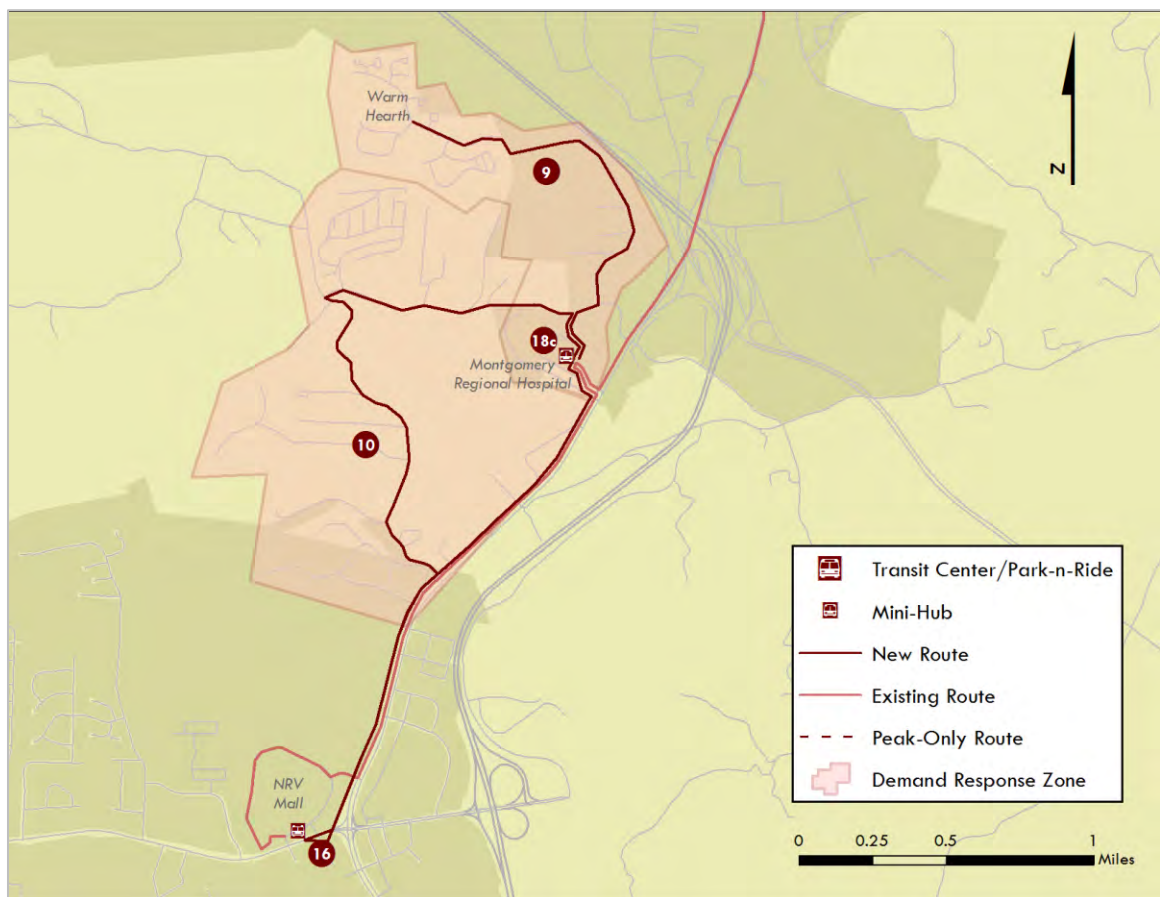 Warm
Hearth
9
N
18c
Montgomery
Regional Hospital
10
Transit Center/Park-n-Ride
Mini-Hub
New Route
Existing Route
Peak-Only Route
Demand Response Zone
NRV
Mall
16
0 0.25 0.5 1
Miles